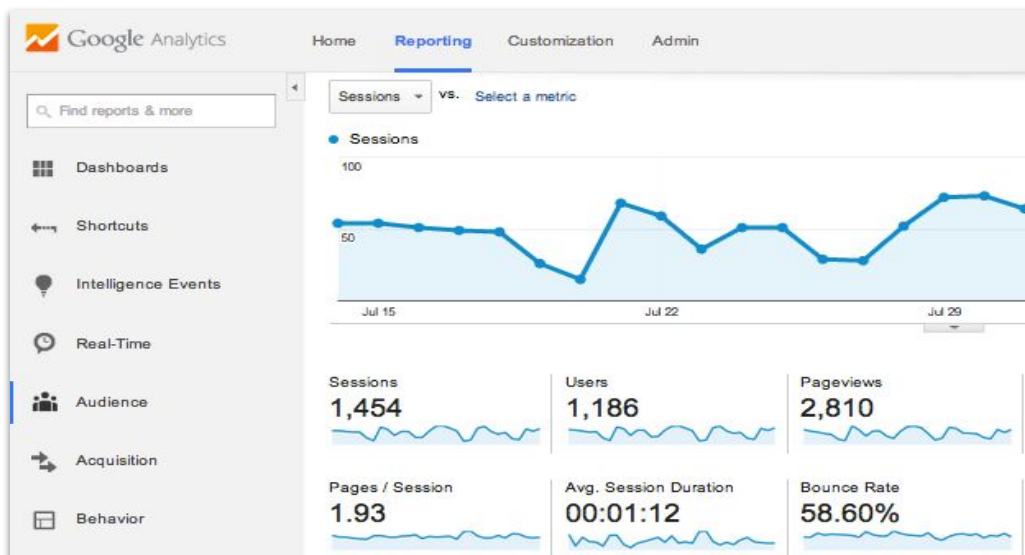 Google Analytics
Home Reporting Customization Admin
Find reports & more
Dashboards
Shortcuts
Intelligence Events
Real-Time
Audience
Acquisition
Behavior
Sessions vs. Select a metric
Sessions
100
50
Jul 15 Jul 22 Jul 29
Sessions
1,454
Users
1,186
Pageviews
2,810
Pages / Session
1.93
Avg. Session Duration
00:01:12
Bounce Rate
58.60%